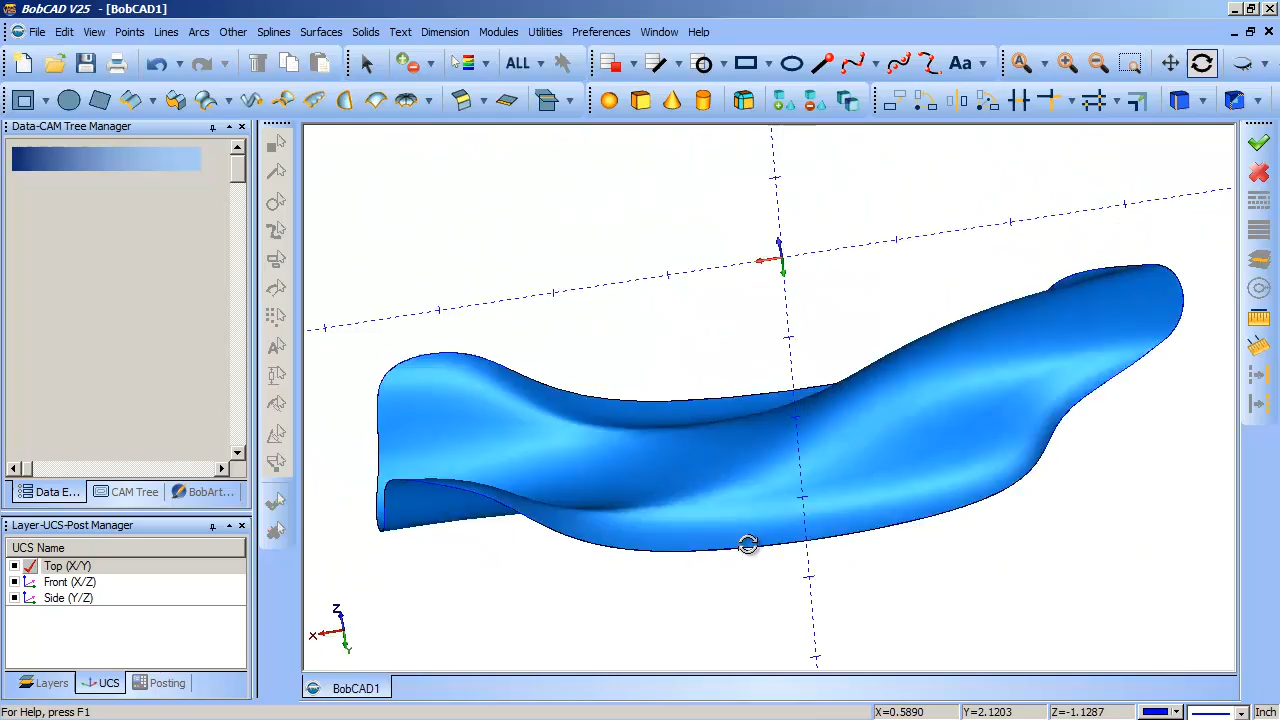 BobCAD V25 - [BobCAD1]
File Edit View Points Lines Arcs Other Splines Surfaces Solids Text Dimension Modules Utilities Preferences Window Help
ALL
Aa
Data-CAM Tree Manager
Data E...
CAM Tree
BobArt...
Layer-UCS-Post Manager
UCS Name
Top (X/Y)
Front (X/Z)
Side (Y/Z)
Layers
UCS
Posting
Z
X
Y
BobCAD1
For Help, press F1
X=0.5890
Y=2.1203
Z=-1.1287
Inch